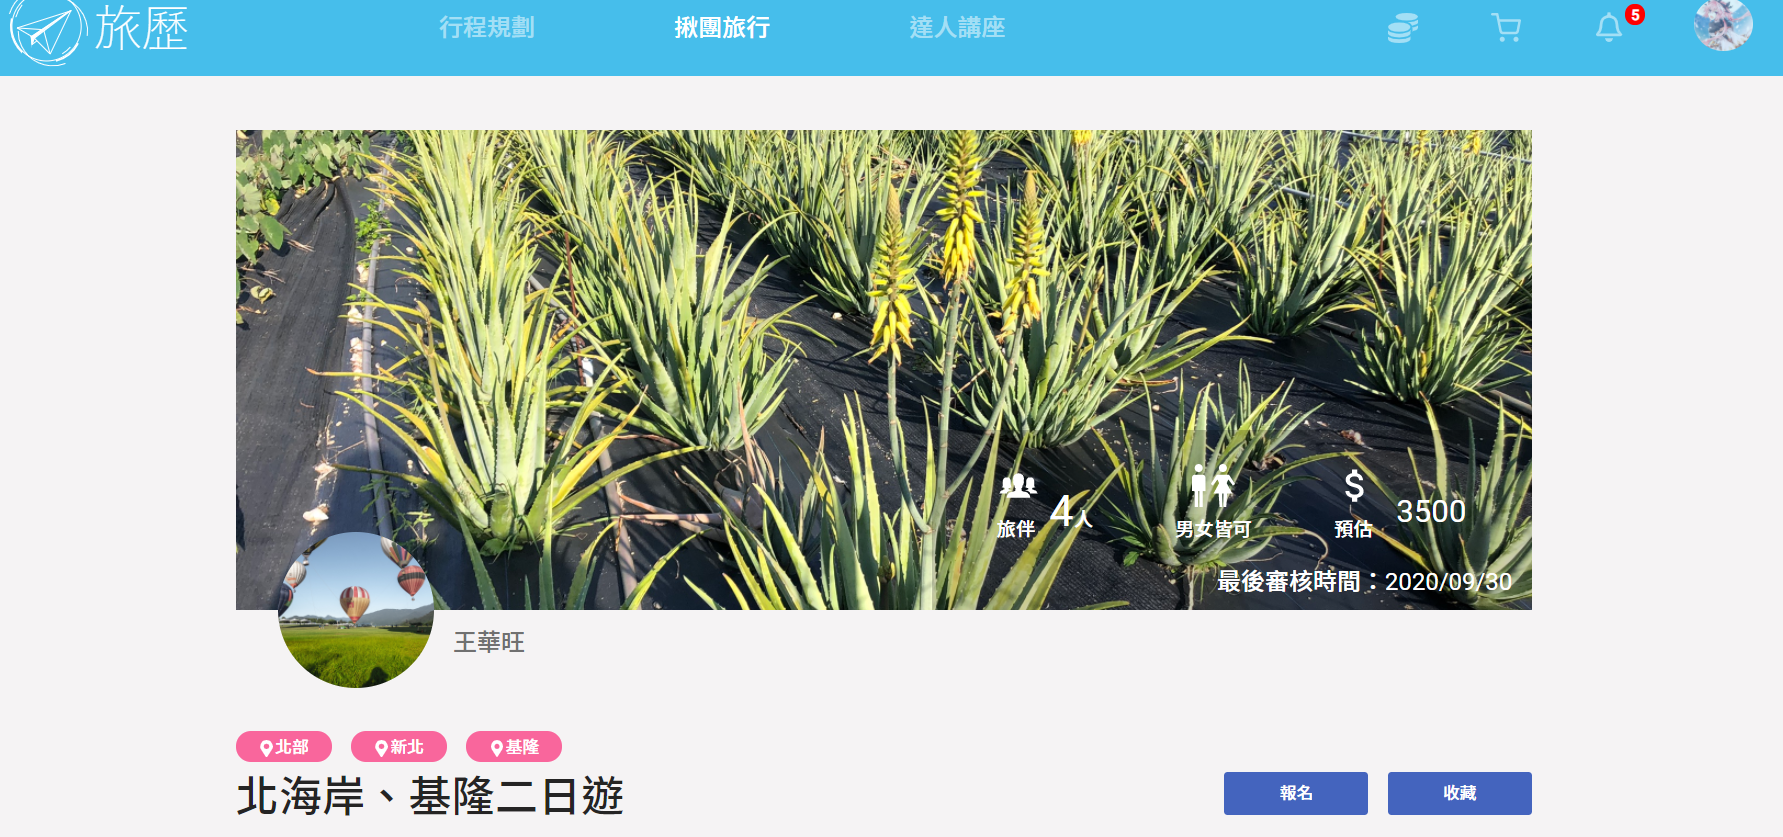 旅歷
行程規劃
揪團旅行
達人講座
5
旅伴
4人
男女皆可
預估
3500
最後審核時間：2020/09/30
王華旺
北部
新北
基隆
北海岸、基隆二日遊
報名
收藏